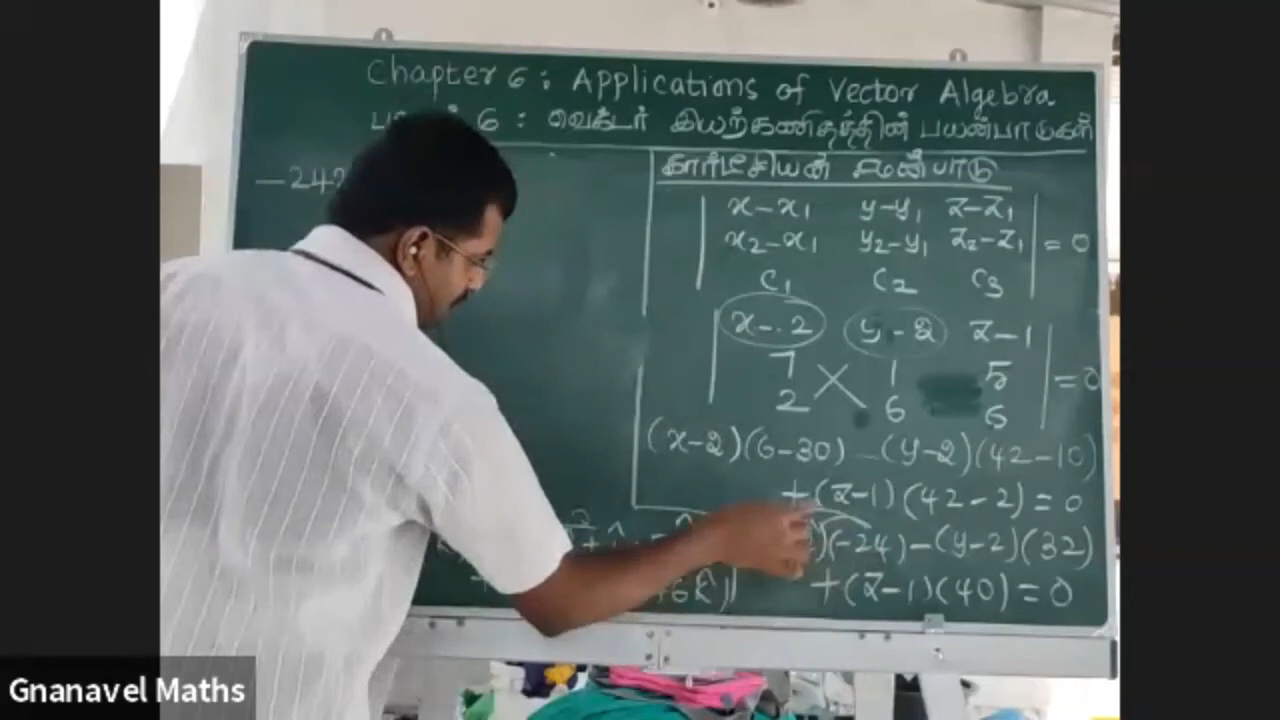 Chapter 6 : Applications of Vector Algebra
6 : வெக்டர் இயற்கணிதத்தின் பயன்பாடுகள்
கார்டீசியன் சமன்பாடு
-242
| x-x₁ y-y₁ z-z₁ |
| x₂-x₁ y₂-y₁ z₂-z₁ | = 0
| c₁ c₂ c₃ |
| x-2 y-2 z-1 |
| 7 1 5 | = 0
| 2 6 6 |
(x-2)(6-30) -(y-2)(42-10)
+(z-1)(42-2)=0
)(-24)-(y-2)(32)
+6k̂)
+(z-1)(40)=0
Gnanavel Maths